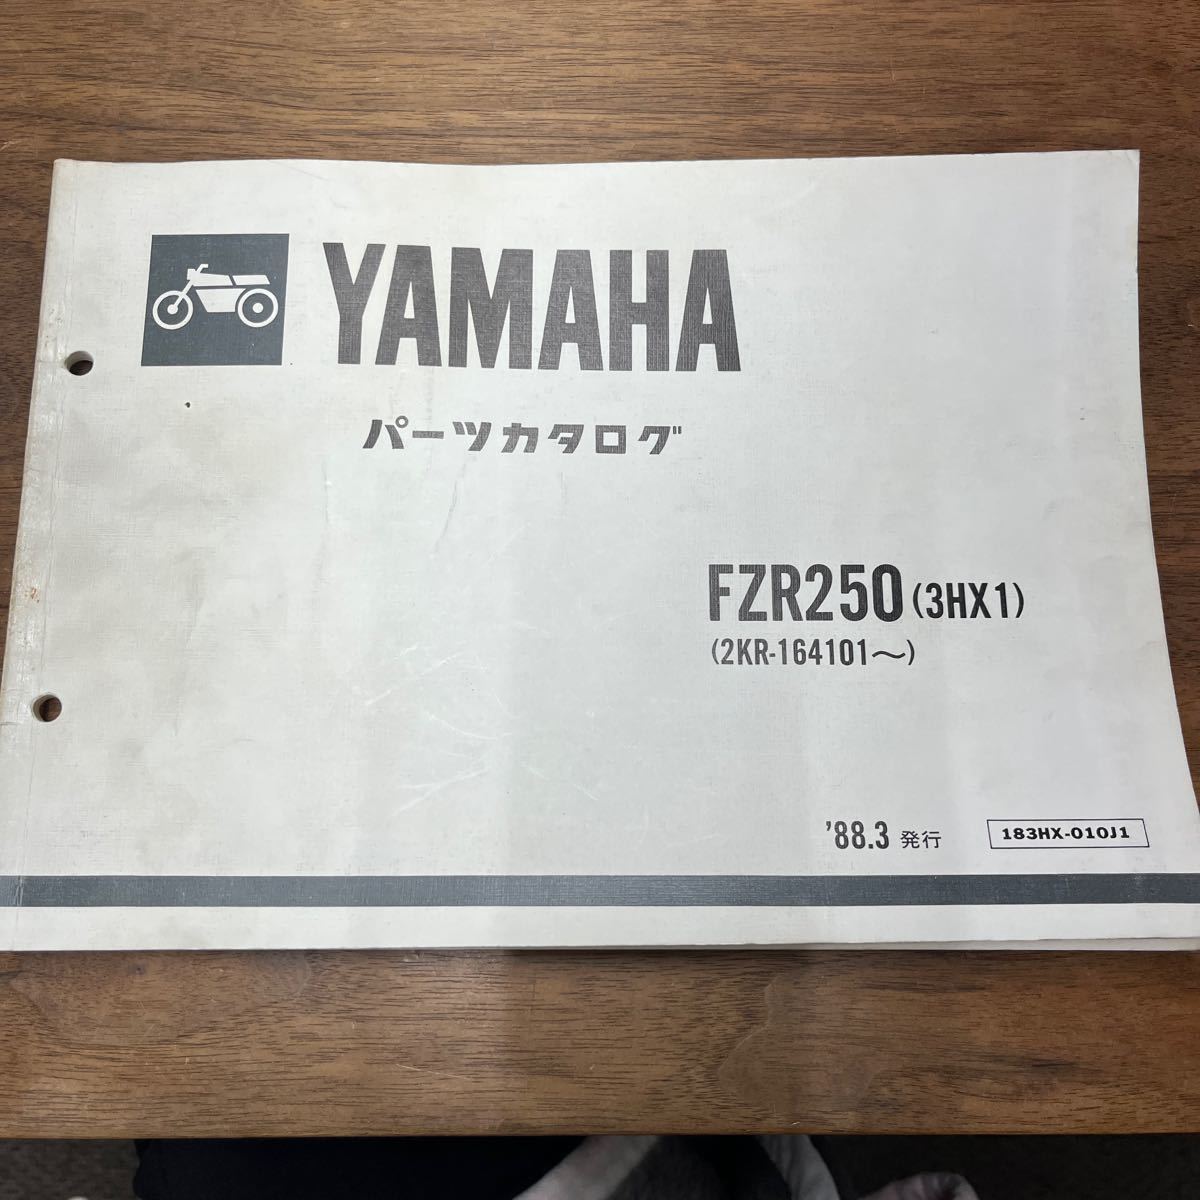 YAMAHA
パーツカタログ
FZR250 (3HX1)
(2KR-164101〜)
'88.3 発行
183HX-010J1